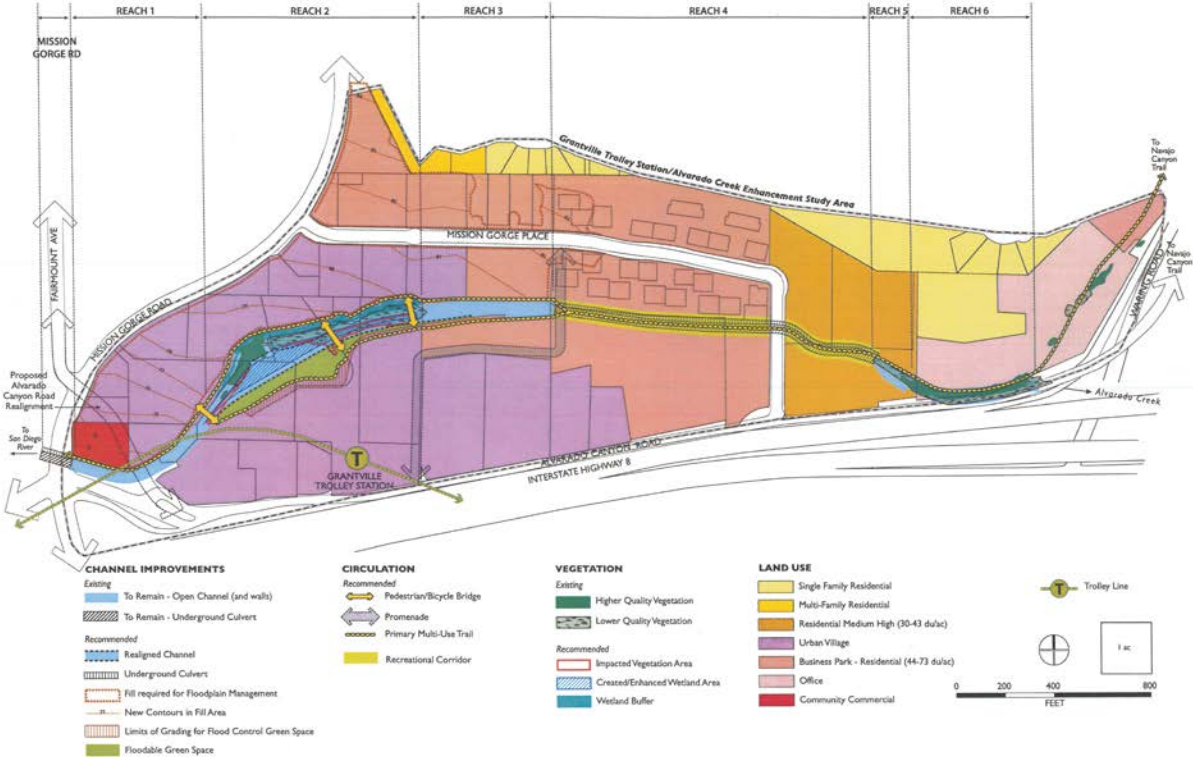 REACH 1
REACH 2
REACH 3
REACH 4
REACH 5
REACH 6
MISSION
GORGE RD
FAIRMOUNT AVE
MISSION GORGE ROAD
MISSION GORGE PLACE
Grantville Trolley Station/Alvarado Creek Enhancement Study Area
To
Navajo
Canyon
Trail
To
Navajo
Canyon
Trail
WARING ROAD
Proposed
Alvarado
Canyon Road
Realignment
To
San Diego
River
Alvarado Creek
T
GRANTVILLE
TROLLEY STATION
ALVARADO CANYON ROAD
INTERSTATE HIGHWAY 8
CHANNEL IMPROVEMENTS
Existing
To Remain - Open Channel (and walls)
To Remain - Underground Culvert
Recommended
Realigned Channel
Underground Culvert
Fill required for Floodplain Management
New Contours in Fill Area
Limits of Grading for Flood Control Green Space
Floodable Green Space
CIRCULATION
Recommended
Pedestrian/Bicycle Bridge
Promenade
Primary Multi-Use Trail
Recreational Corridor
VEGETATION
Existing
Higher Quality Vegetation
Lower Quality Vegetation
Recommended
Impacted Vegetation Area
Created/Enhanced Wetland Area
Wetland Buffer
LAND USE
Single Family Residential
Multi-Family Residential
Residential Medium High (30-43 du/ac)
Urban Village
Business Park - Residential (44-73 du/ac)
Office
Community Commercial
T
Trolley Line
1 ac
0 200 400 800
FEET